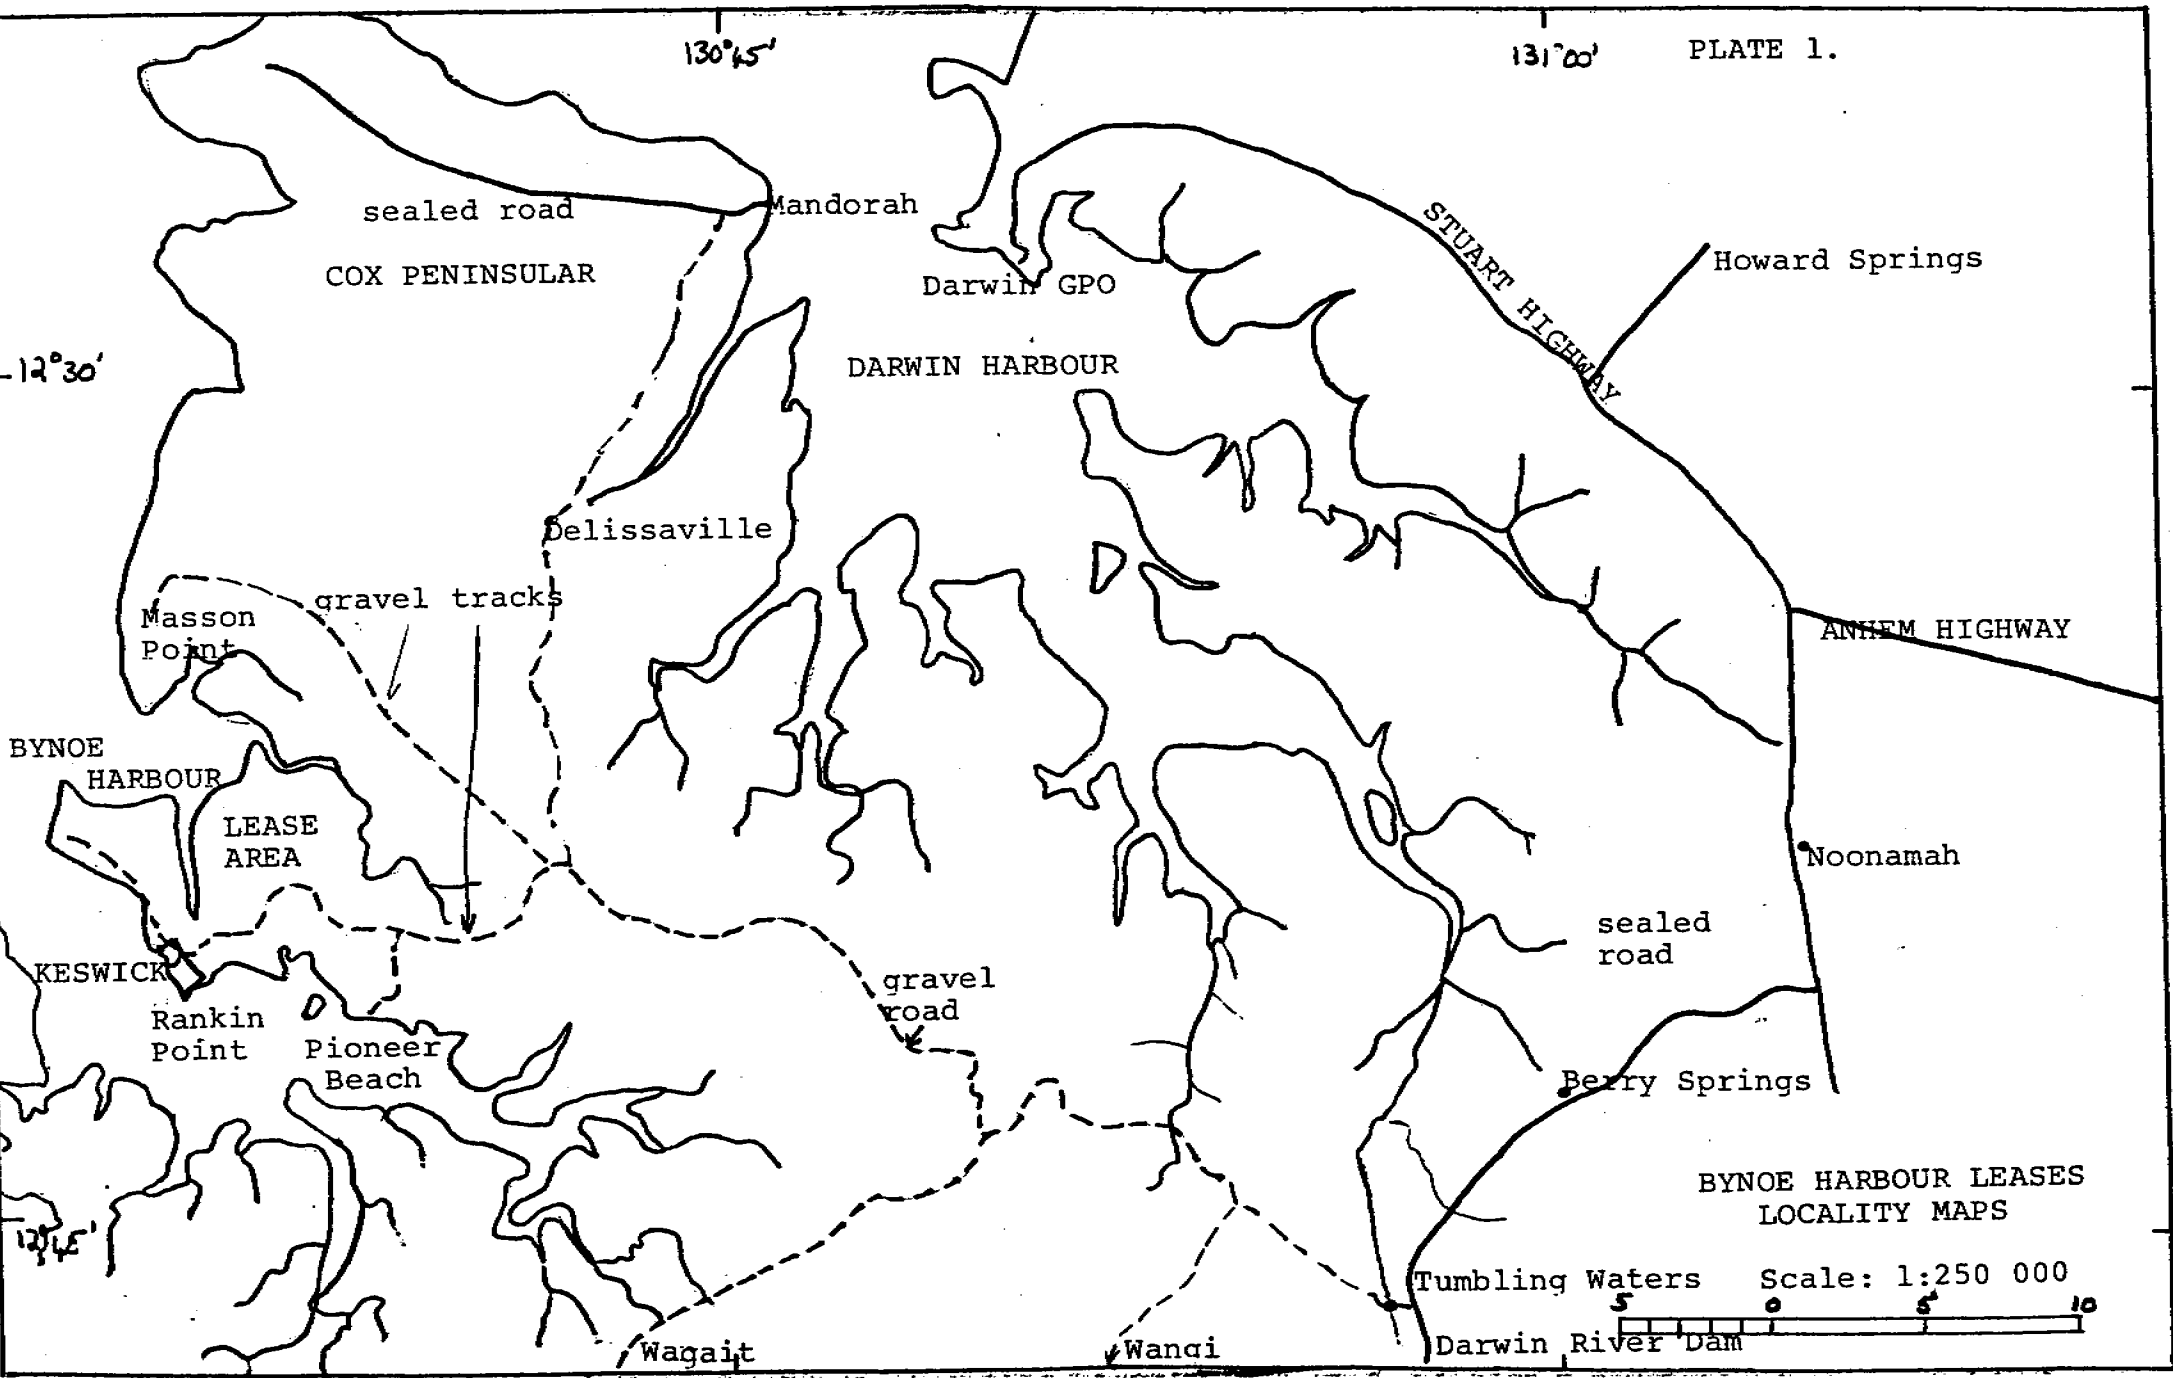 130°45'
131°00'
PLATE 1.
Mandorah
sealed road
STUART HIGHWAY
Howard Springs
COX PENINSULAR
Darwin GPO
12°30'
DARWIN HARBOUR
Delissaville
gravel tracks
Masson
Point
ANHEM HIGHWAY
BYNOE
HARBOUR
LEASE
AREA
Noonamah
sealed
road
KESWICK
gravel
road
Rankin
Point
Pioneer
Beach
Berry Springs
BYNOE HARBOUR LEASES
LOCALITY MAPS
12°45'
Tumbling Waters
Scale: 1:250 000
5 0 5 10
Wagait
Wangi
Darwin River Dam